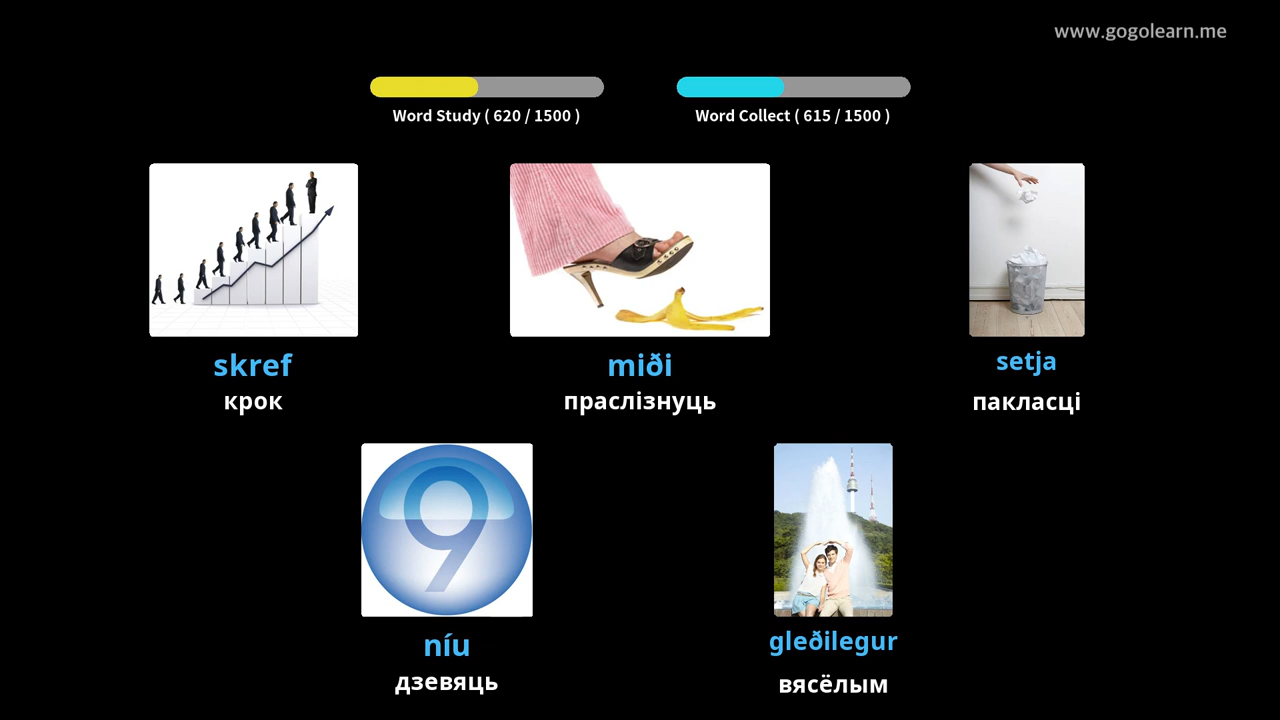 www.gogolearn.me
Word Study ( 620 / 1500 )
Word Collect ( 615 / 1500 )
skref
крок
miði
праслізнуць
setja
пакласці
9
níu
дзевяць
gleðilegur
вясёлым